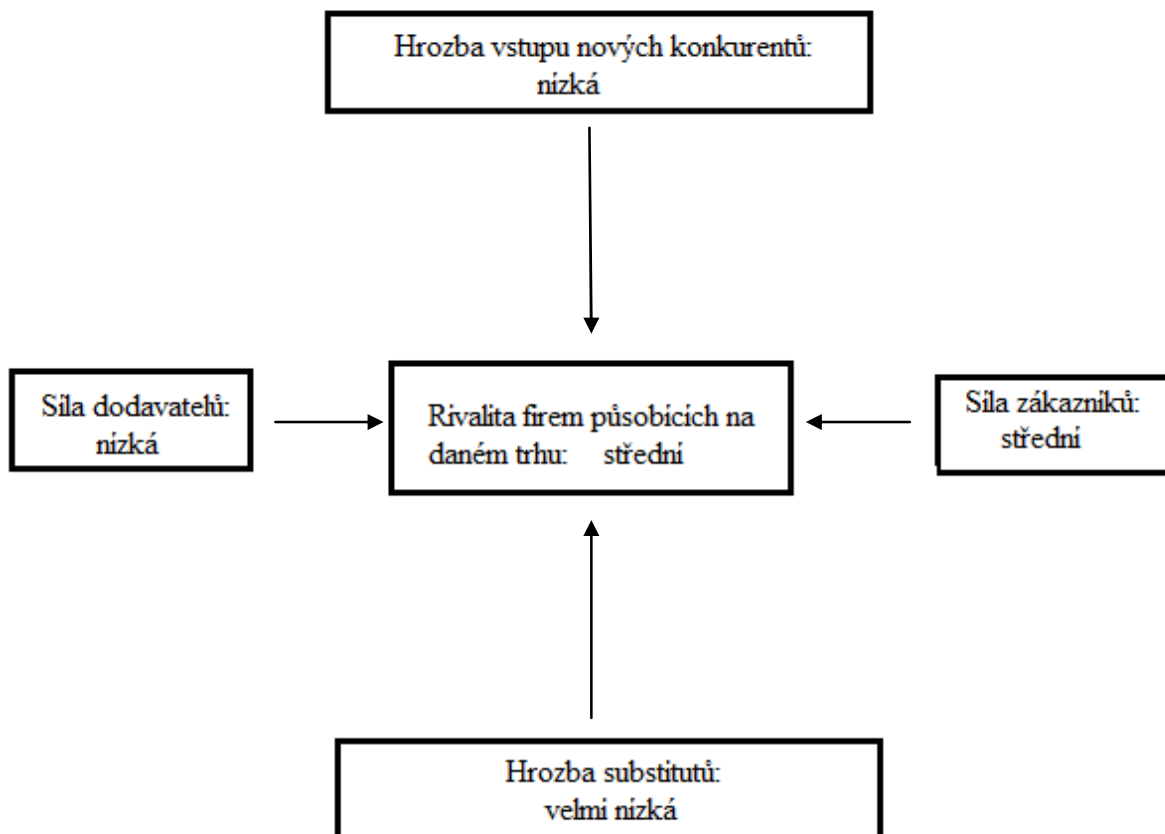 Hrozba vstupu nových konkurentů:
nízká
Síla dodavatelů:
nízká
Rivalita firem působících na
daném trhu: střední
Síla zákazníků:
střední
Hrozba substitutů:
velmi nízká